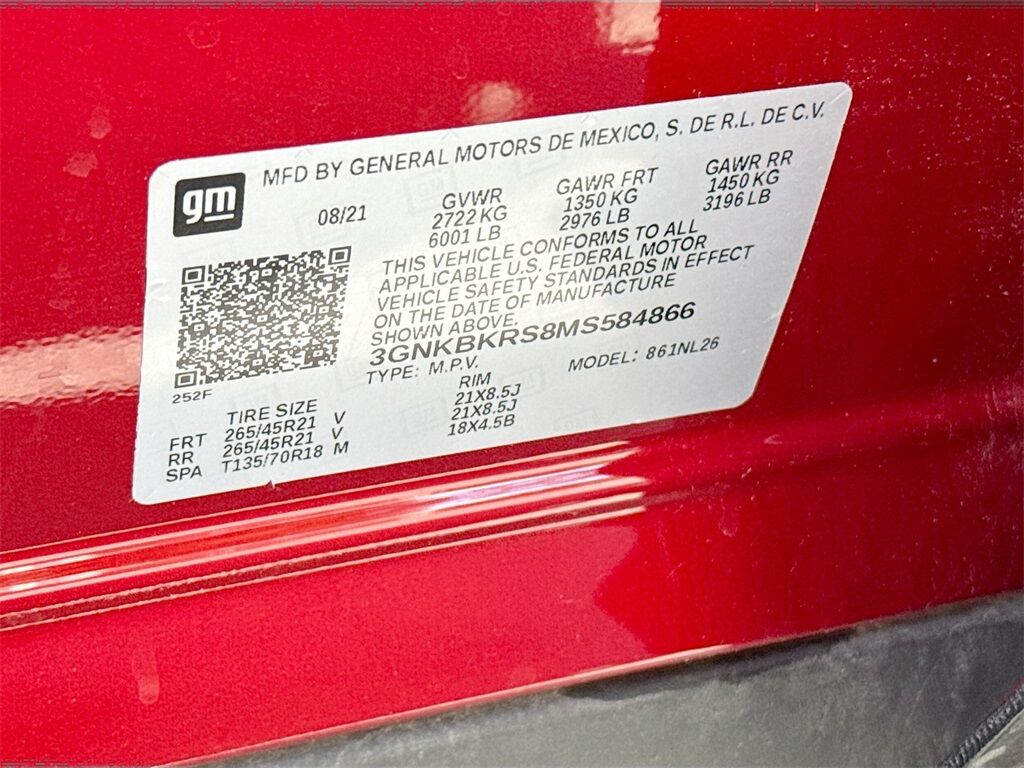 MFD BY GENERAL MOTORS DE MEXICO, S. DE R.L. DE C.V.
gm
08/21 GVWR GAWR FRT GAWR RR
2722 KG 1350 KG 1450 KG
6001 LB 2976 LB 3196 LB
THIS VEHICLE CONFORMS TO ALL
APPLICABLE U.S. FEDERAL MOTOR
VEHICLE SAFETY STANDARDS IN EFFECT
ON THE DATE OF MANUFACTURE
SHOWN ABOVE.
3GNKBKRS8MS584866
TYPE: M.P.V. MODEL: 861NL26
252F
TIRE SIZE RIM
FRT 265/45R21 V 21X8.5J
RR 265/45R21 V 21X8.5J
SPA T135/70R18 M 18X4.5B